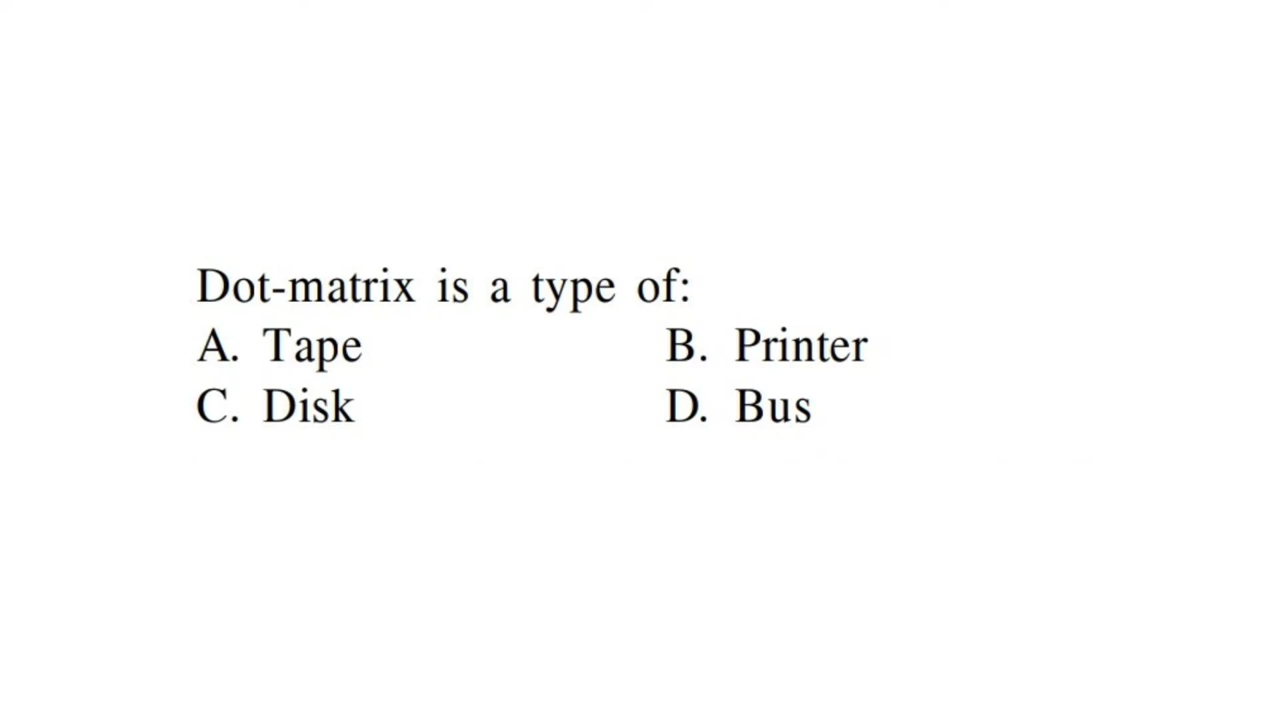 Dot-matrix is a type of:
A. Tape B. Printer
C. Disk D. Bus